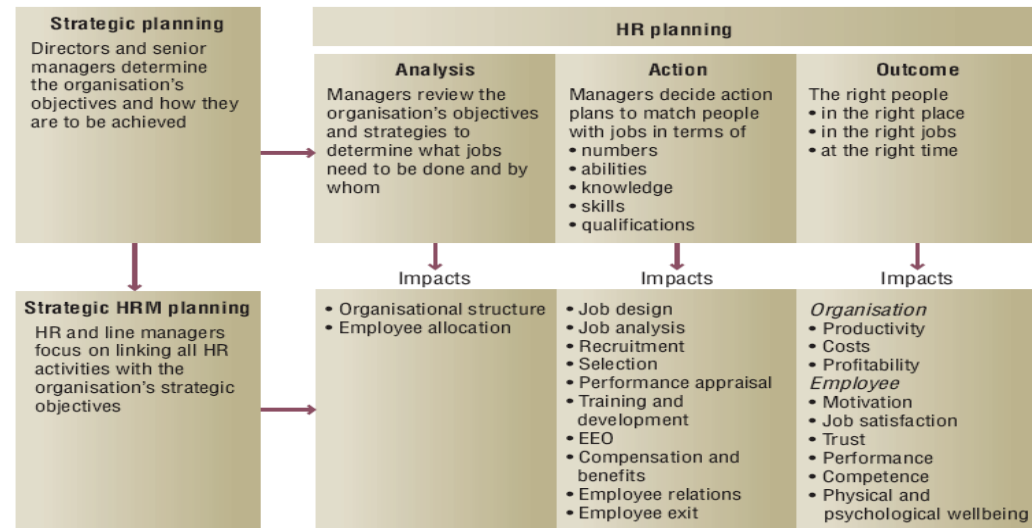 Strategic planning
Directors and senior
managers determine
the organisation's
objectives and how they
are to be achieved
HR planning
Analysis
Managers review the
organisation's objectives
and strategies to
determine what jobs
need to be done and by
whom
Action
Managers decide action
plans to match people
with jobs in terms of
• numbers
• abilities
• knowledge
• skills
• qualifications
Outcome
The right people
• in the right place
• in the right jobs
• at the right time
Strategic HRM planning
HR and line managers
focus on linking all HR
activities with the
organisation's strategic
objectives
Impacts
• Organisational structure
• Employee allocation
Impacts
• Job design
• Job analysis
• Recruitment
• Selection
• Performance appraisal
• Training and
development
• EEO
• Compensation and
benefits
• Employee relations
• Employee exit
Impacts
Organisation
• Productivity
• Costs
• Profitability
Employee
• Motivation
• Job satisfaction
• Trust
• Performance
• Competence
• Physical and
psychological wellbeing